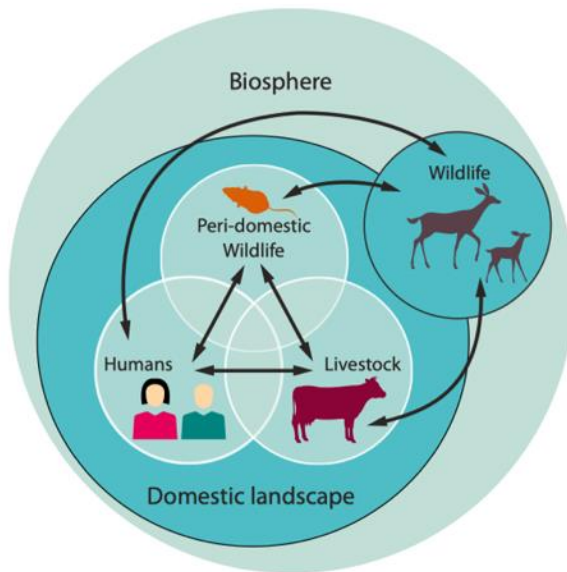 Biosphere
Wildlife
Peri-domestic
Wildlife
Humans
Livestock
Domestic landscape